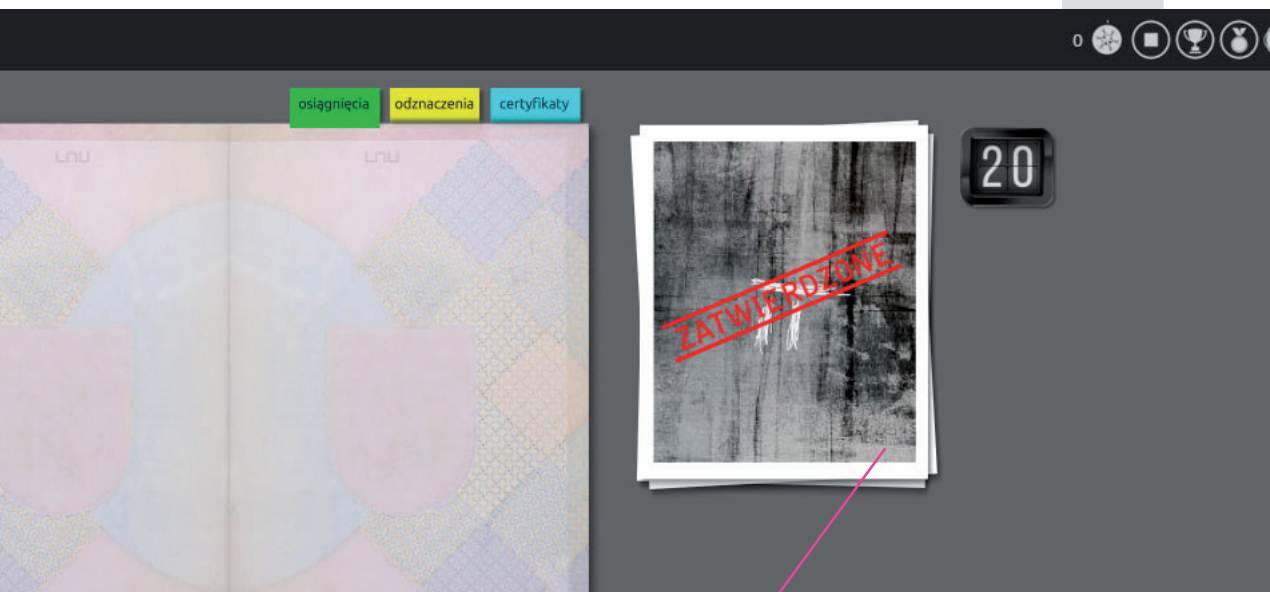 0
osiągnięcia
odznaczenia
certyfikaty
LNU
LNU
ZATWIERDZONE
20